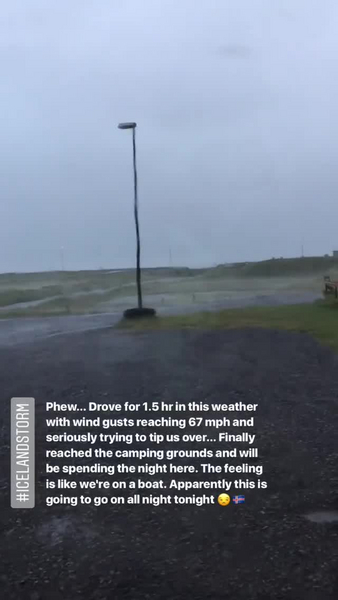 #ICELANDSTORM
Phew... Drove for 1.5 hr in this weather
with wind gusts reaching 67 mph and
seriously trying to tip us over... Finally
reached the camping grounds and will
be spending the night here. The feeling
is like we're on a boat. Apparently this is
going to go on all night tonight 😣🇮🇸